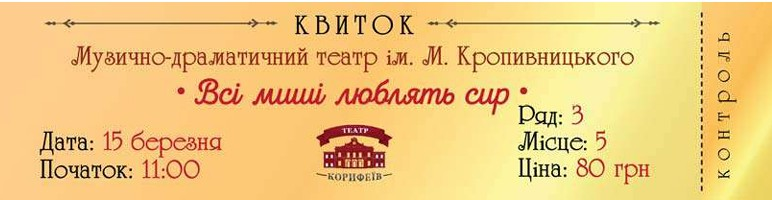 КВИТОК
Музично-драматичний театр ім. М. Кропивницького
• Всі миші люблять сир •
Дата: 15 березня
Початок: 11:00
ТЕАТР
КОРИФЕЇВ
Ряд: 3
Місце: 5
Ціна: 80 грн
КОНТРОЛЬ